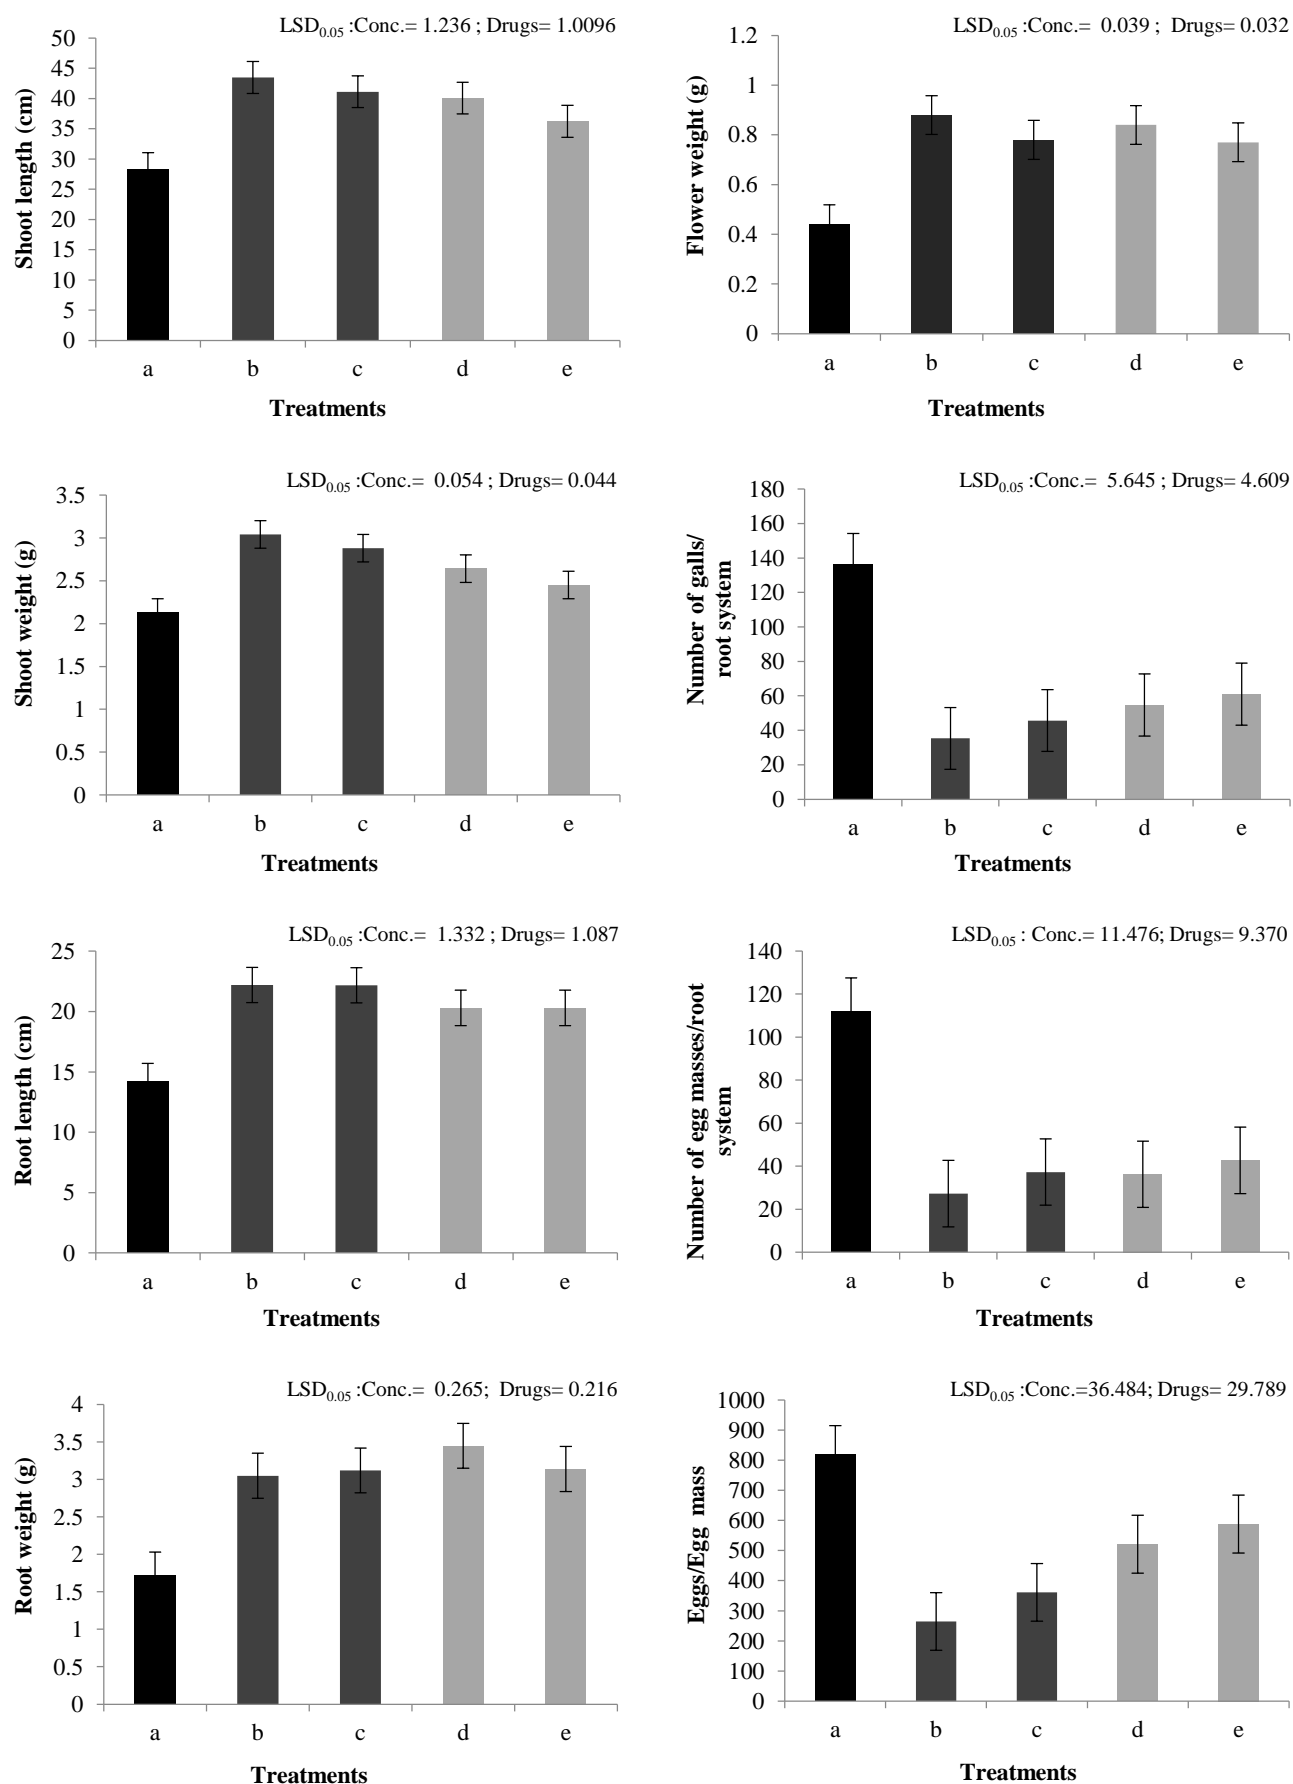 LSD0.05 :Conc.= 1.236 ; Drugs= 1.0096
Shoot length (cm)
50
45
40
35
30
25
20
15
10
5
0
a b c d e
Treatments
LSD0.05 :Conc.= 0.039 ; Drugs= 0.032
Flower weight (g)
1.2
1
0.8
0.6
0.4
0.2
0
a b c d e
Treatments
LSD0.05 :Conc.= 0.054 ; Drugs= 0.044
Shoot weight (g)
3.5
3
2.5
2
1.5
1
0.5
0
a b c d e
Treatments
LSD0.05 :Conc.= 5.645 ; Drugs= 4.609
Number of galls/
root system
180
160
140
120
100
80
60
40
20
0
a b c d e
Treatments
LSD0.05 :Conc.= 1.332 ; Drugs= 1.087
Root length (cm)
25
20
15
10
5
0
a b c d e
Treatments
LSD0.05 : Conc.= 11.476; Drugs= 9.370
Number of egg masses/root
system
140
120
100
80
60
40
20
0
a b c d e
Treatments
LSD0.05 :Conc.= 0.265; Drugs= 0.216
Root weight (g)
4
3.5
3
2.5
2
1.5
1
0.5
0
a b c d e
Treatments
LSD0.05 :Conc.=36.484; Drugs= 29.789
Eggs/Egg mass
1000
900
800
700
600
500
400
300
200
100
0
a b c d e
Treatments